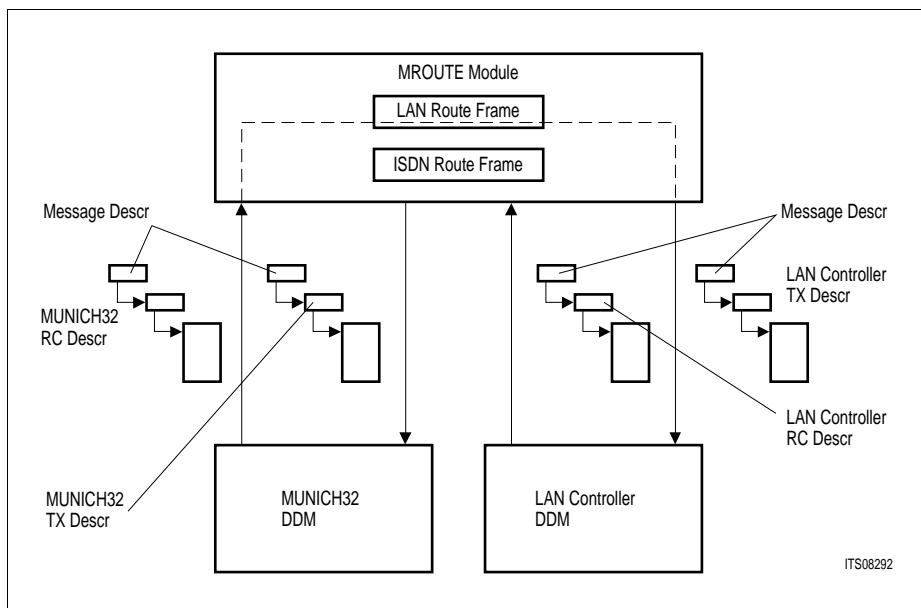 MROUTE Module
LAN Route Frame
ISDN Route Frame
Message Descr
Message Descr
LAN Controller
TX Descr
MUNICH32
RC Descr
LAN Controller
RC Descr
MUNICH32
TX Descr
MUNICH32
DDM
LAN Controller
DDM
ITS08292